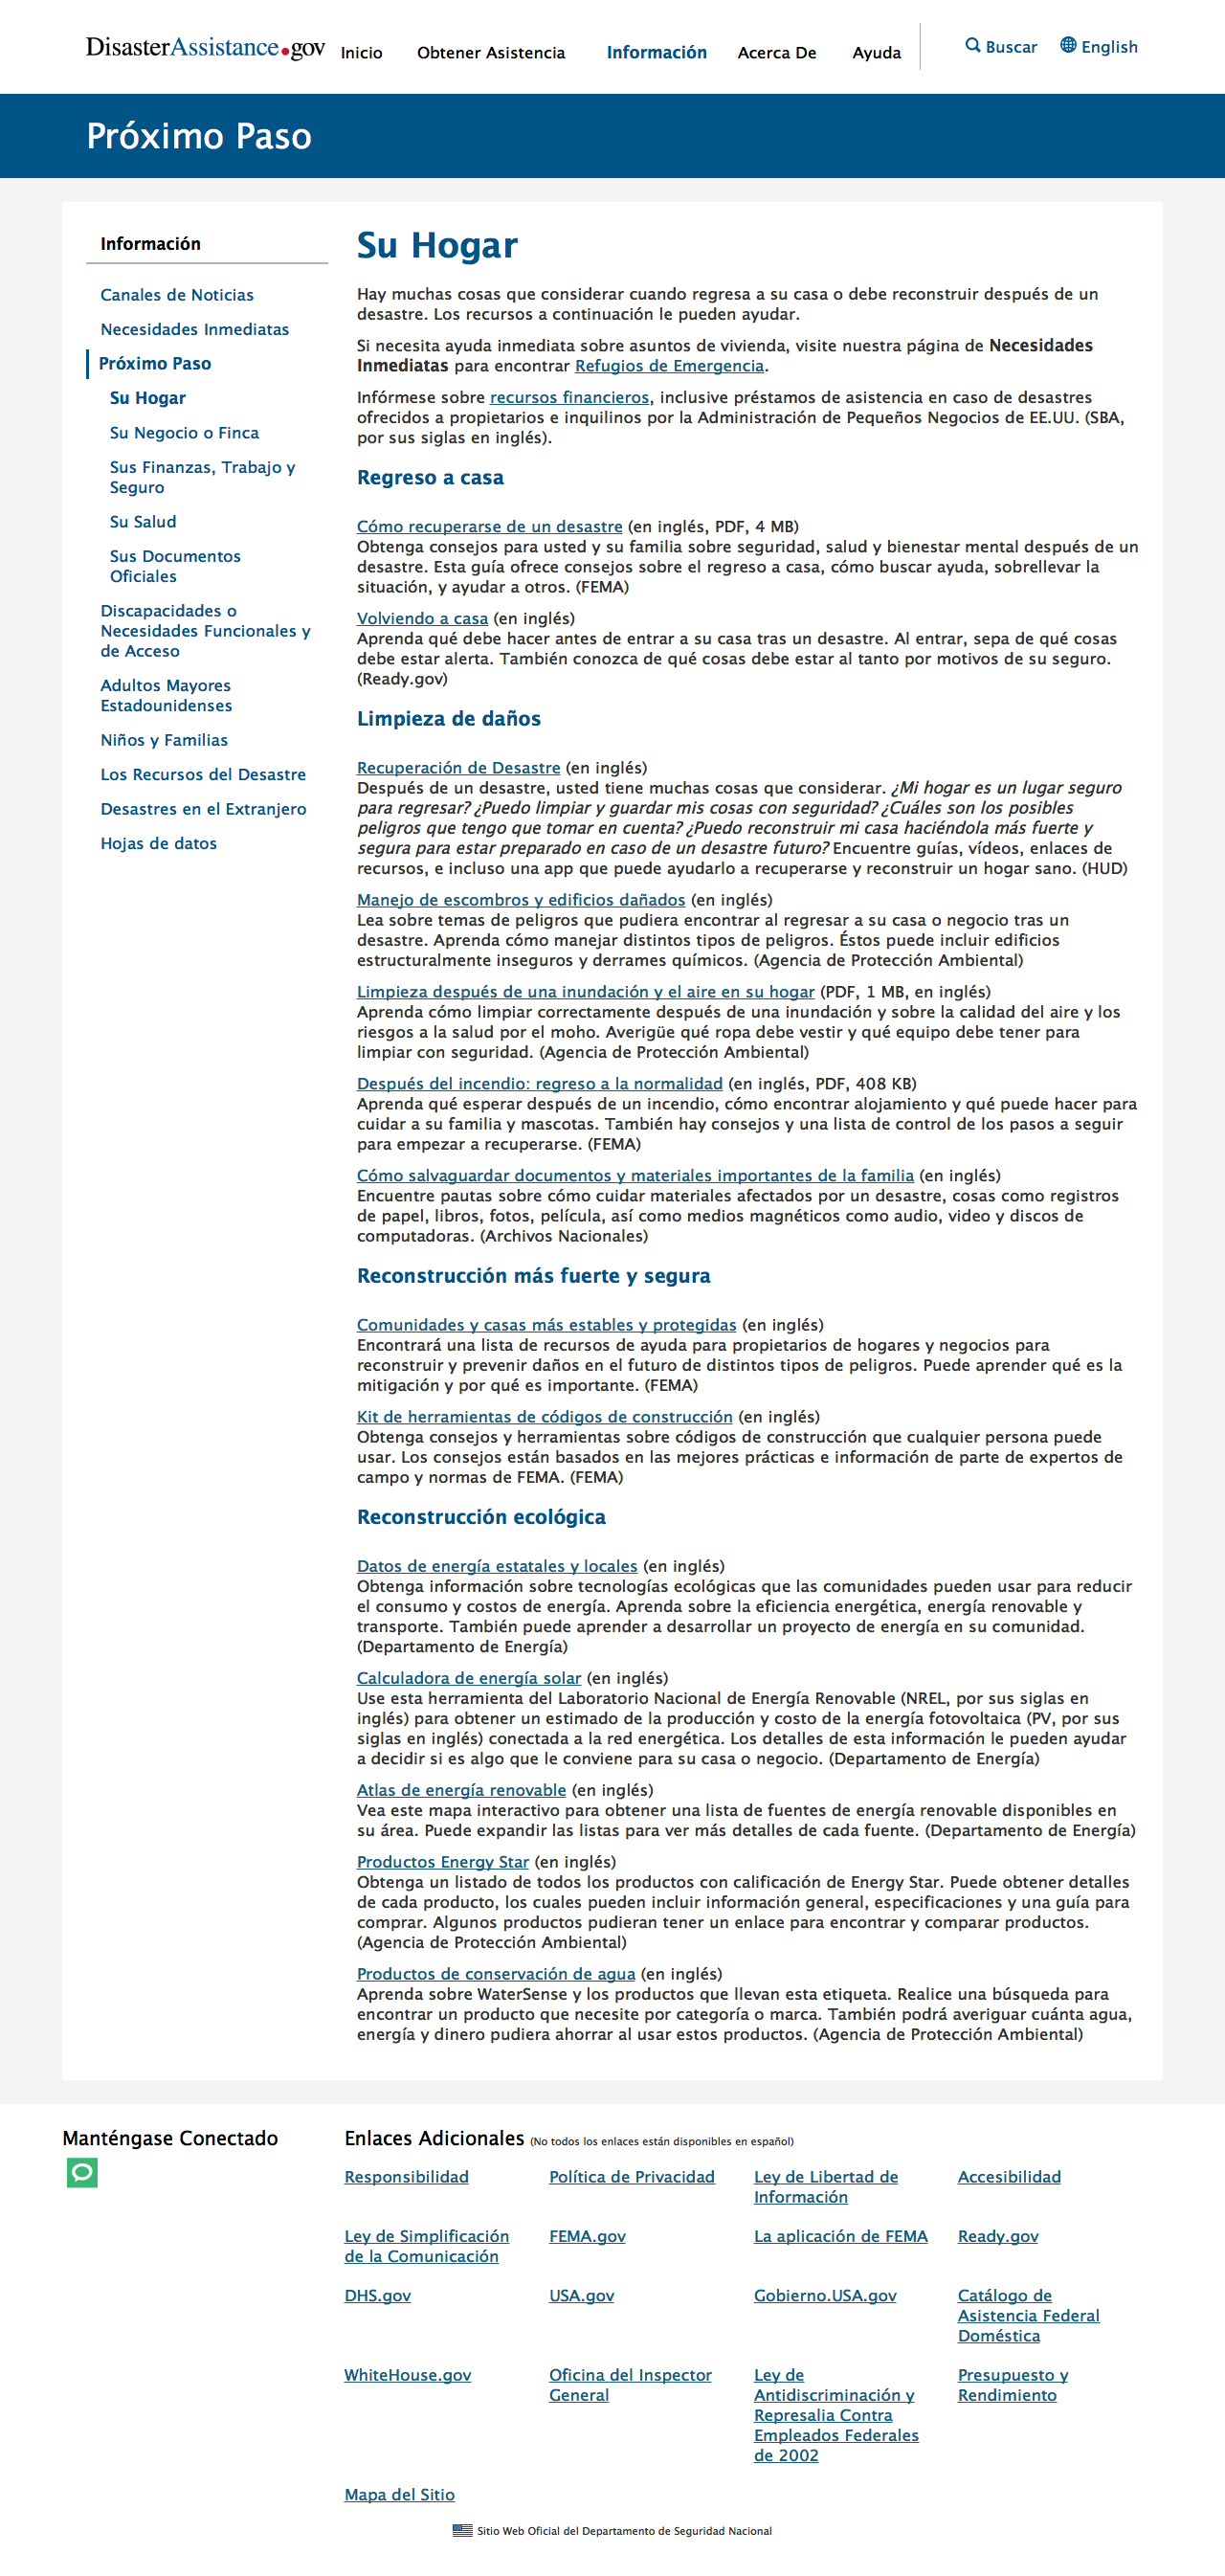 DisasterAssistance.gov
Inicio
Obtener Asistencia
Información
Acerca De
Ayuda
Buscar
English
Próximo Paso
Información
Canales de Noticias
Necesidades Inmediatas
Próximo Paso
Su Hogar
Su Negocio o Finca
Sus Finanzas, Trabajo y
Seguro
Su Salud
Sus Documentos
Oficiales
Discapacidades o
Necesidades Funcionales y
de Acceso
Adultos Mayores
Estadounidenses
Niños y Familias
Los Recursos del Desastre
Desastres en el Extranjero
Hojas de datos
Su Hogar
Hay muchas cosas que considerar cuando regresa a su casa o debe reconstruir después de un
desastre. Los recursos a continuación le pueden ayudar.
Si necesita ayuda inmediata sobre asuntos de vivienda, visite nuestra página de Necesidades
Inmediatas para encontrar Refugios de Emergencia.
Infórmese sobre recursos financieros, inclusive préstamos de asistencia en caso de desastres
ofrecidos a propietarios e inquilinos por la Administración de Pequeños Negocios de EE.UU. (SBA,
por sus siglas en inglés).
Regreso a casa
Cómo recuperarse de un desastre (en inglés, PDF, 4 MB)
Obtenga consejos para usted y su familia sobre seguridad, salud y bienestar mental después de un
desastre. Esta guía ofrece consejos sobre el regreso a casa, cómo buscar ayuda, sobrellevar la
situación, y ayudar a otros. (FEMA)
Volviendo a casa (en inglés)
Aprenda qué debe hacer antes de entrar a su casa tras un desastre. Al entrar, sepa de qué cosas
debe estar alerta. También conozca de qué cosas debe estar al tanto por motivos de su seguro.
(Ready.gov)
Limpieza de daños
Recuperación de Desastre (en inglés)
Después de un desastre, usted tiene muchas cosas que considerar. ¿Mi hogar es un lugar seguro
para regresar? ¿Puedo limpiar y guardar mis cosas con seguridad? ¿Cuáles son los posibles
peligros que tengo que tomar en cuenta? ¿Puedo reconstruir mi casa haciéndola más fuerte y
segura para estar preparado en caso de un desastre futuro? Encuentre guías, vídeos, enlaces de
recursos, e incluso una app que puede ayudarlo a recuperarse y reconstruir un hogar sano. (HUD)
Manejo de escombros y edificios dañados (en inglés)
Lea sobre temas de peligros que pudiera encontrar al regresar a su casa o negocio tras un
desastre. Aprenda cómo manejar distintos tipos de peligros. Éstos puede incluir edificios
estructuralmente inseguros y derrames químicos. (Agencia de Protección Ambiental)
Limpieza después de una inundación y el aire en su hogar (PDF, 1 MB, en inglés)
Aprenda cómo limpiar correctamente después de una inundación y sobre la calidad del aire y los
riesgos a la salud por el moho. Averigüe qué ropa debe vestir y qué equipo debe tener para
limpiar con seguridad. (Agencia de Protección Ambiental)
Después del incendio: regreso a la normalidad (en inglés, PDF, 408 KB)
Aprenda qué esperar después de un incendio, cómo encontrar alojamiento y qué puede hacer para
cuidar a su familia y mascotas. También hay consejos y una lista de control de los pasos a seguir
para empezar a recuperarse. (FEMA)
Cómo salvaguardar documentos y materiales importantes de la familia (en inglés)
Encuentre pautas sobre cómo cuidar materiales afectados por un desastre, cosas como registros
de papel, libros, fotos, película, así como medios magnéticos como audio, video y discos de
computadoras. (Archivos Nacionales)
Reconstrucción más fuerte y segura
Comunidades y casas más estables y protegidas (en inglés)
Encontrará una lista de recursos de ayuda para propietarios de hogares y negocios para
reconstruir y prevenir daños en el futuro de distintos tipos de peligros. Puede aprender qué es la
mitigación y por qué es importante. (FEMA)
Kit de herramientas de códigos de construcción (en inglés)
Obtenga consejos y herramientas sobre códigos de construcción que cualquier persona puede
usar. Los consejos están basados en las mejores prácticas e información de parte de expertos de
campo y normas de FEMA. (FEMA)
Reconstrucción ecológica
Datos de energía estatales y locales (en inglés)
Obtenga información sobre tecnologías ecológicas que las comunidades pueden usar para reducir
el consumo y costos de energía. Aprenda sobre la eficiencia energética, energía renovable y
transporte. También puede aprender a desarrollar un proyecto de energía en su comunidad.
(Departamento de Energía)
Calculadora de energía solar (en inglés)
Use esta herramienta del Laboratorio Nacional de Energía Renovable (NREL, por sus siglas en
inglés) para obtener un estimado de la producción y costo de la energía fotovoltaica (PV, por sus
siglas en inglés) conectada a la red energética. Los detalles de esta información le pueden ayudar
a decidir si es algo que le conviene para su casa o negocio. (Departamento de Energía)
Atlas de energía renovable (en inglés)
Vea este mapa interactivo para obtener una lista de fuentes de energía renovable disponibles en
su área. Puede expandir las listas para ver más detalles de cada fuente. (Departamento de Energía)
Productos Energy Star (en inglés)
Obtenga un listado de todos los productos con calificación de Energy Star. Puede obtener detalles
de cada producto, los cuales pueden incluir información general, especificaciones y una guía para
comprar. Algunos productos pudieran tener un enlace para encontrar y comparar productos.
(Agencia de Protección Ambiental)
Productos de conservación de agua (en inglés)
Aprenda sobre WaterSense y los productos que llevan esta etiqueta. Realice una búsqueda para
encontrar un producto que necesite por categoría o marca. También podrá averiguar cuánta agua,
energía y dinero pudiera ahorrar al usar estos productos. (Agencia de Protección Ambiental)
Manténgase Conectado
Enlaces Adicionales (No todos los enlaces están disponibles en español)
Responsibilidad
Política de Privacidad
Ley de Libertad de
Información
Accesibilidad
Ley de Simplificación
de la Comunicación
FEMA.gov
La aplicación de FEMA
Ready.gov
DHS.gov
USA.gov
Gobierno.USA.gov
Catálogo de
Asistencia Federal
Doméstica
WhiteHouse.gov
Oficina del Inspector
General
Ley de
Antidiscriminación y
Represalia Contra
Empleados Federales
de 2002
Presupuesto y
Rendimiento
Mapa del Sitio
Sitio Web Oficial del Departamento de Seguridad Nacional